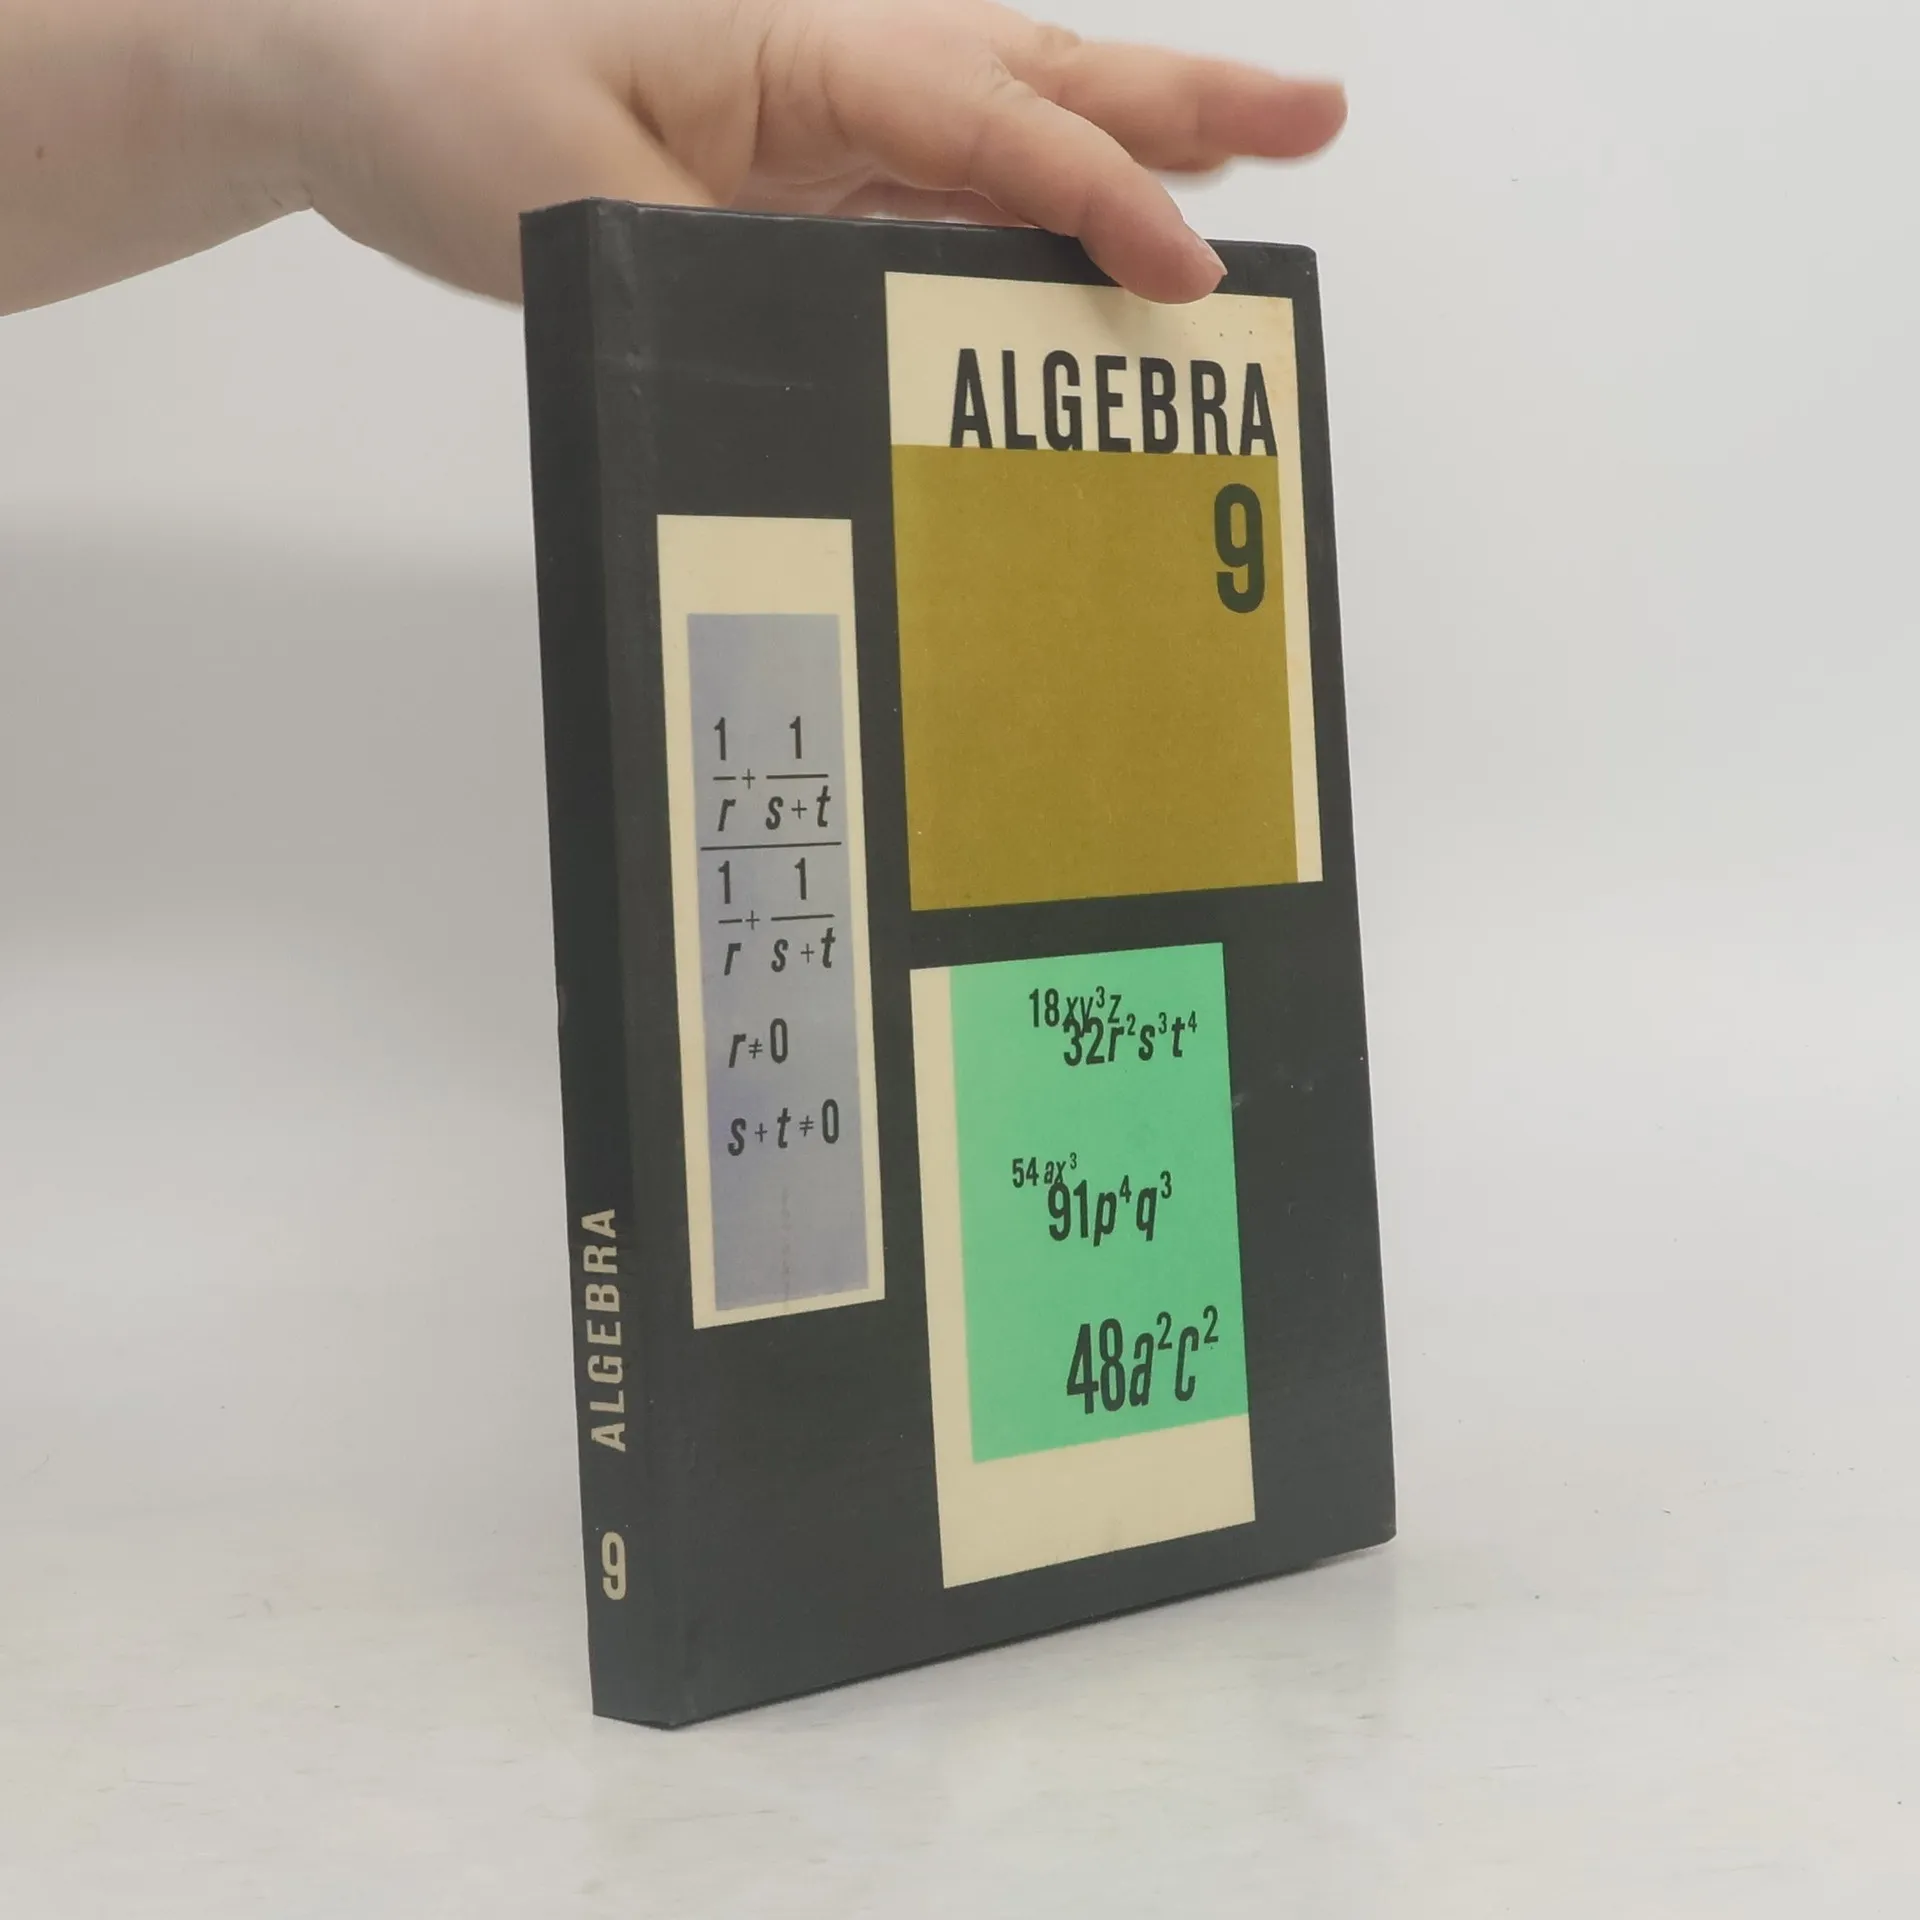 ALGEBRA
9
1/r + 1/s+t
1/r + 1/s+t
r≠0
s+t≠0
18xy³z
32r²s³t⁴
54ax³
91p⁴q³
48a²c²
9 ALGEBRA